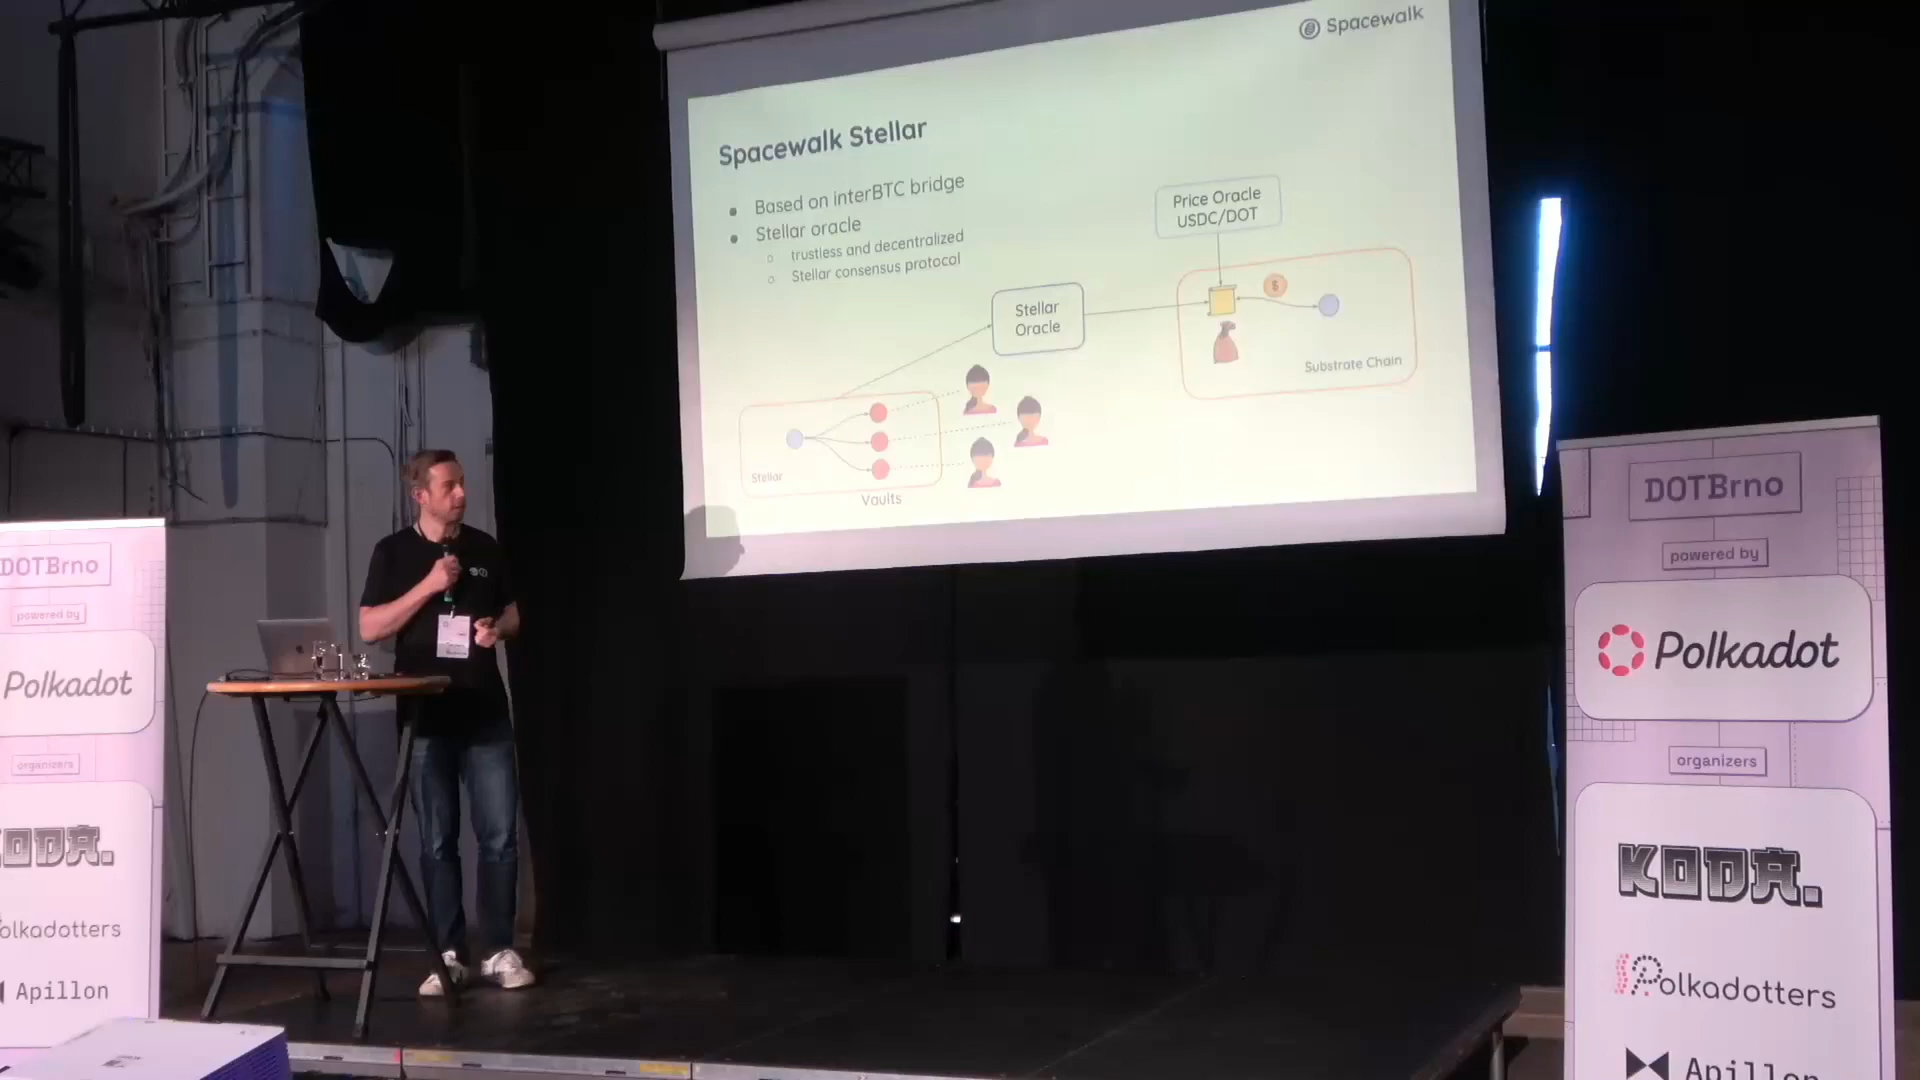 Spacewalk
Spacewalk Stellar
Based on interBTC bridge
Stellar oracle
trustless and decentralized
Stellar consensus protocal
Price Oracle
USDC/DOT
Stellar
Oracle
$
Substrate Chain
Stellar
Vaults
DOTBrno
powered by
Polkadot
organizers
KODA.
olkadotters
Apillon
DOTBrno
powered by
Polkadot
organizers
KODA.
Polkadotters
Apillon